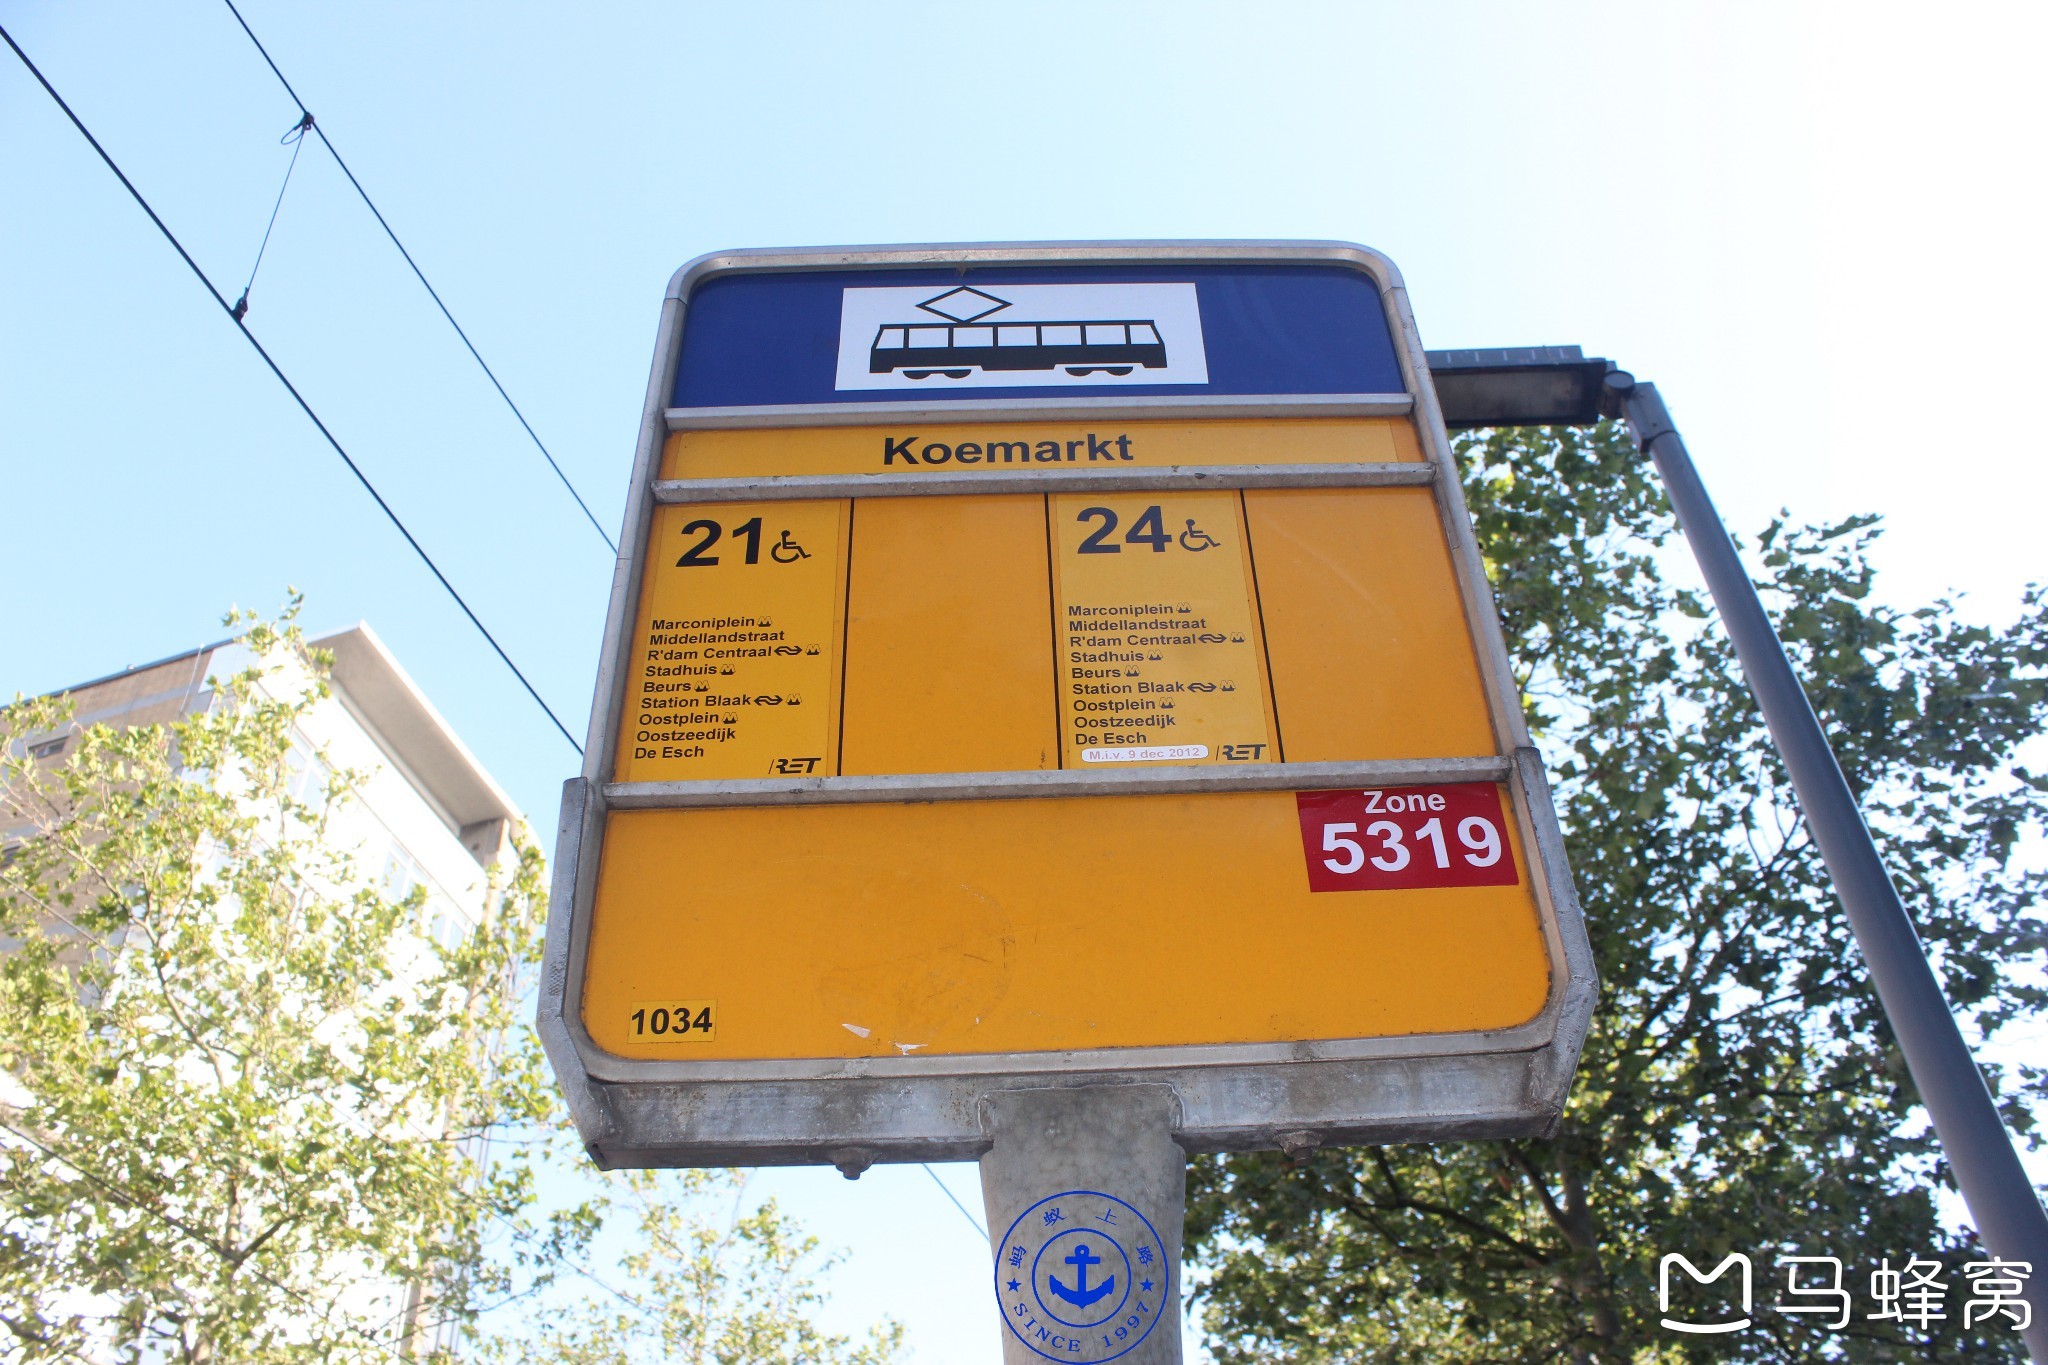 Koemarkt
21
Marconiplein
Middellandstraat
R'dam Centraal
Stadhuis
Beurs
Station Blaak
Oostplein
Oostzeedijk
De Esch
RET
24
Marconiplein
Middellandstraat
R'dam Centraal
Stadhuis
Beurs
Station Blaak
Oostplein
Oostzeedijk
De Esch
M.i.v. 9 dec 2012
RET
Zone
5319
1034
蚂蚁上路
SINCE 1997
马蜂窝